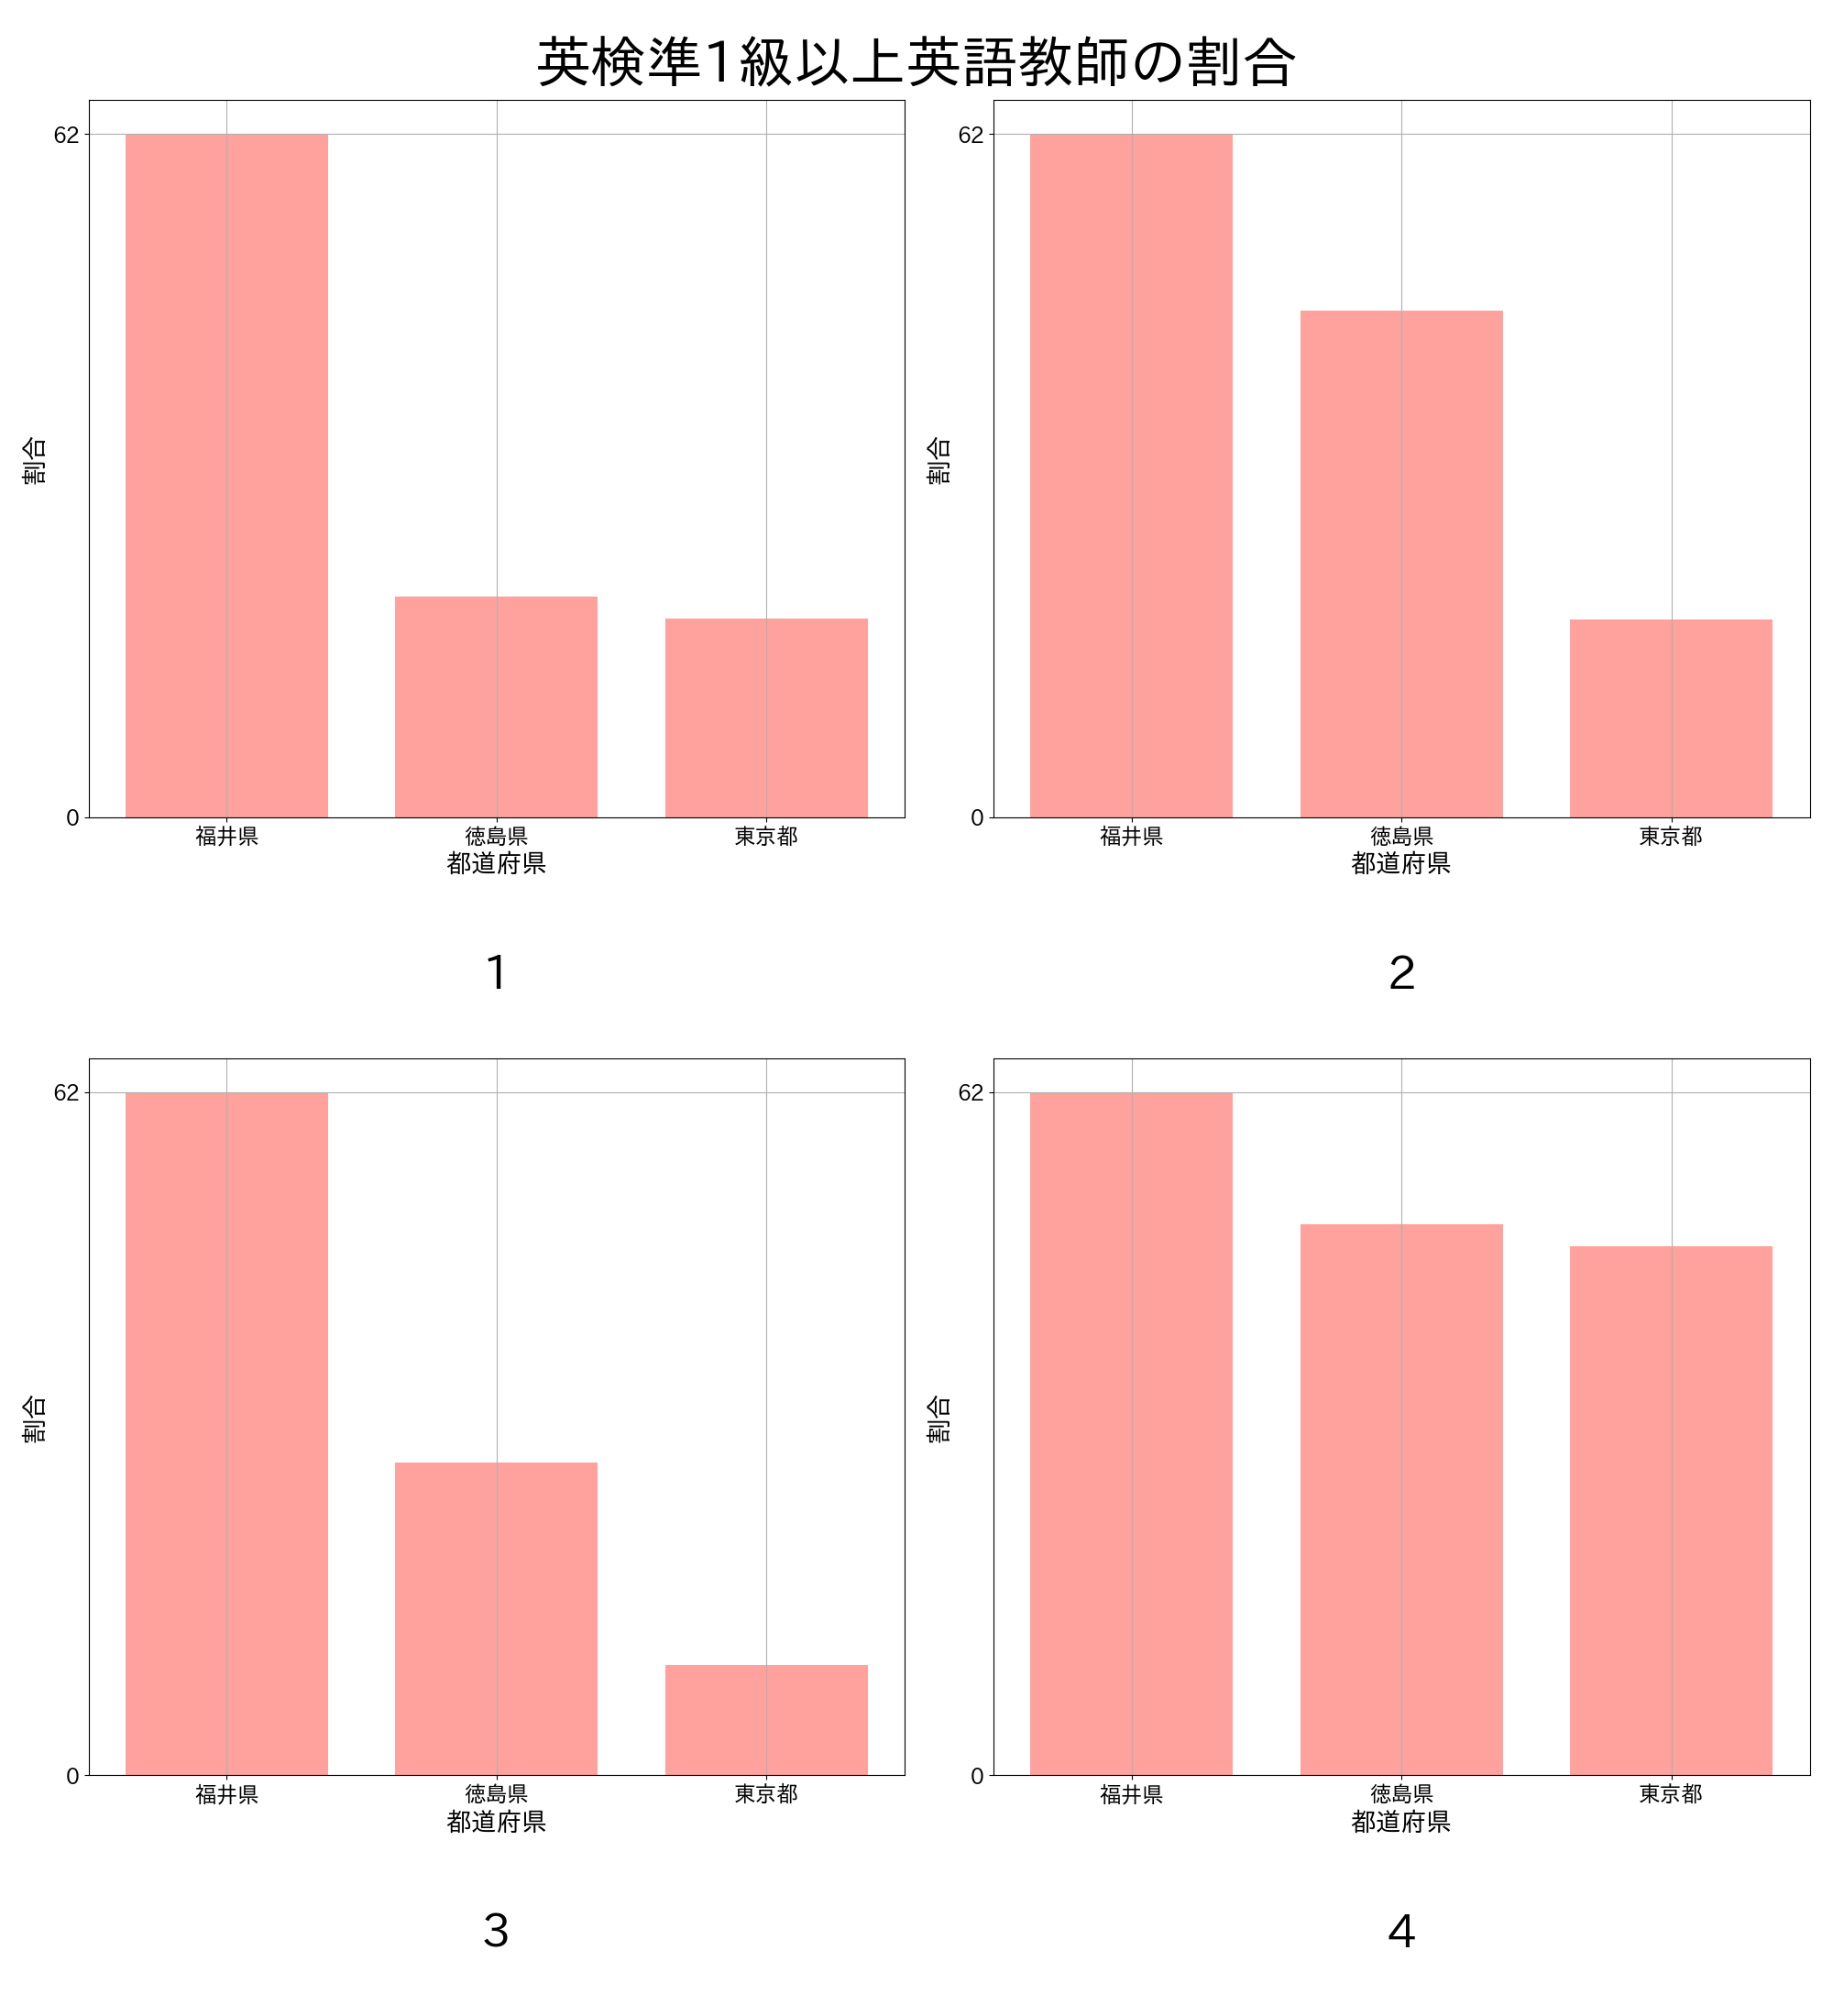 英検準1級以上英語教師の割合
62
0
割合
福井県
徳島県
東京都
都道府県
1
62
0
割合
福井県
徳島県
東京都
都道府県
2
62
0
割合
福井県
徳島県
東京都
都道府県
3
62
0
割合
福井県
徳島県
東京都
都道府県
4